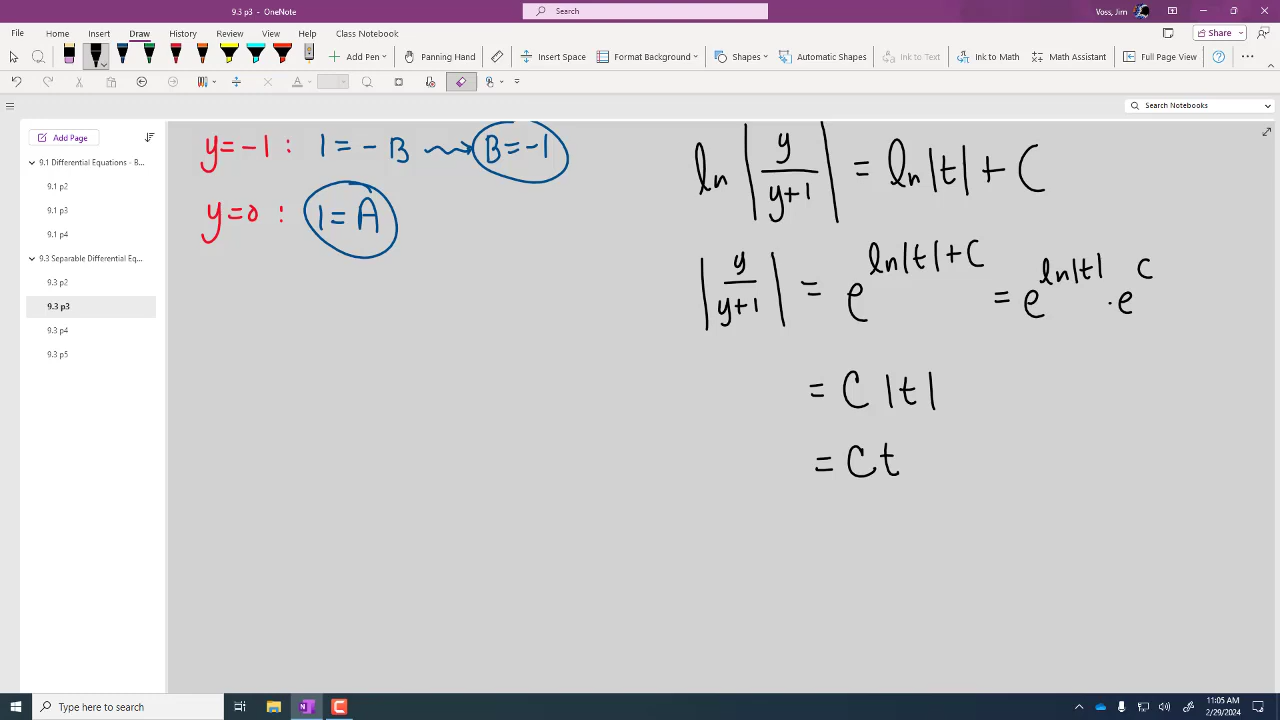 9.3 p3 - OneNote
Search
Voss, Jim
File Home Insert Draw History Review View Help Class Notebook
Share
Add Pen Panning Hand Insert Space Format Background Shapes Automatic Shapes Ink to Text Ink to Math Math Assistant Full Page View
Search Notebooks
Add Page
9.1 Differential Equations - B...
9.1 p2
9.1 p3
9.1 p4
9.3 Separable Differential Eq...
9.3 p2
9.3 p3
9.3 p4
9.3 p5
y = -1 : 1 = -B B = -1
y = 0 : 1 = A
ln |y/(y+1)| = ln|t| + C
|y/(y+1)| = e^(ln|t|+C) = e^(ln|t|) · e^C
= C |t|
= Ct
Type here to search
11:05 AM
2/29/2024